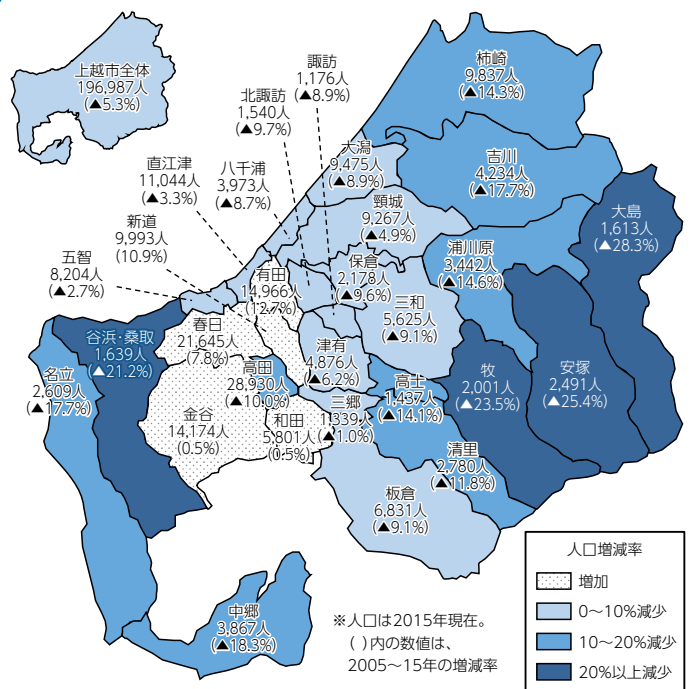 上越市全体
196,987人
(▲5.3%)
諏訪
1,176人
(▲8.9%)
北諏訪
1,540人
(▲9.7%)
柿崎
9,837人
(▲14.3%)
直江津
11,044人
(▲3.3%)
八千浦
3,973人
(▲8.7%)
大潟
9,475人
(▲8.9%)
吉川
4,234人
(▲17.7%)
新道
9,993人
(10.9%)
頸城
9,267人
(▲4.9%)
大島
1,613人
(▲28.3%)
五智
8,204人
(▲2.7%)
有田
14,966人
(12.7%)
保倉
2,178人
(▲9.6%)
浦川原
3,442人
(▲14.6%)
三和
5,625人
(▲9.1%)
谷浜・桑取
1,639人
(▲21.2%)
春日
21,645人
(7.8%)
津有
4,876人
(▲6.2%)
名立
2,609人
(▲17.7%)
高田
28,930人
(▲10.0%)
高士
1,437人
(▲14.1%)
牧
2,001人
(▲23.5%)
安塚
2,491人
(▲25.4%)
金谷
14,174人
(0.5%)
和田
5,801人
(0.5%)
三郷
1,339人
(▲1.0%)
清里
2,780人
(▲11.8%)
板倉
6,831人
(▲9.1%)
中郷
3,867人
(▲18.3%)
※人口は2015年現在。
( )内の数値は、
2005〜15年の増減率
人口増減率
増加
0〜10%減少
10〜20%減少
20%以上減少